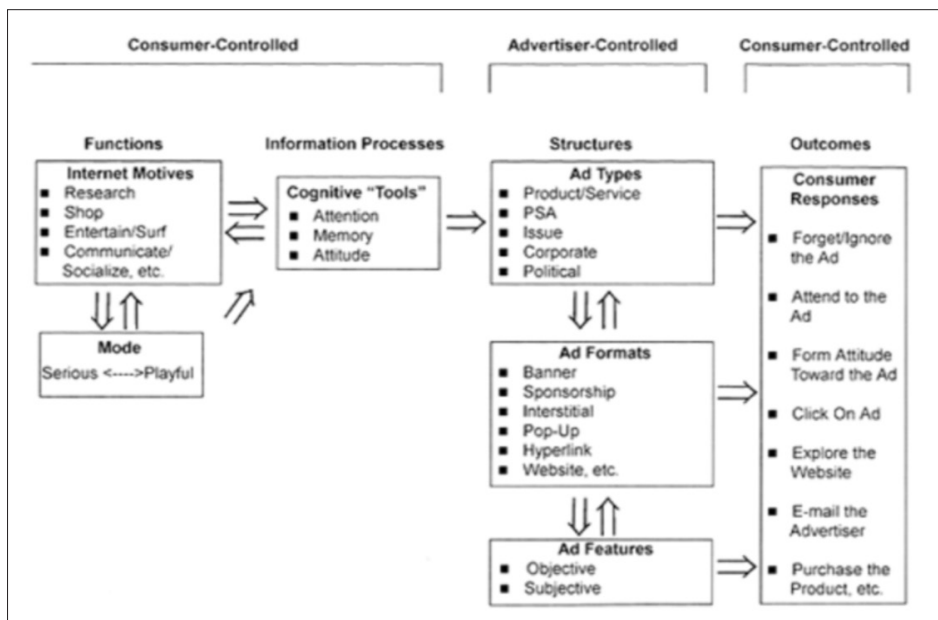 Consumer-Controlled
Advertiser-Controlled
Consumer-Controlled
Functions
Internet Motives
■ Research
■ Shop
■ Entertain/Surf
■ Communicate/
Socialize, etc.
Mode
Serious <---->Playful
Information Processes
Cognitive “Tools”
■ Attention
■ Memory
■ Attitude
Structures
Ad Types
■ Product/Service
■ PSA
■ Issue
■ Corporate
■ Political
Ad Formats
■ Banner
■ Sponsorship
■ Interstitial
■ Pop-Up
■ Hyperlink
■ Website, etc.
Ad Features
■ Objective
■ Subjective
Outcomes
Consumer
Responses
■ Forget/Ignore
the Ad
■ Attend to the
Ad
■ Form Attitude
Toward the Ad
■ Click On Ad
■ Explore the
Website
■ E-mail the
Advertiser
■ Purchase the
Product, etc.